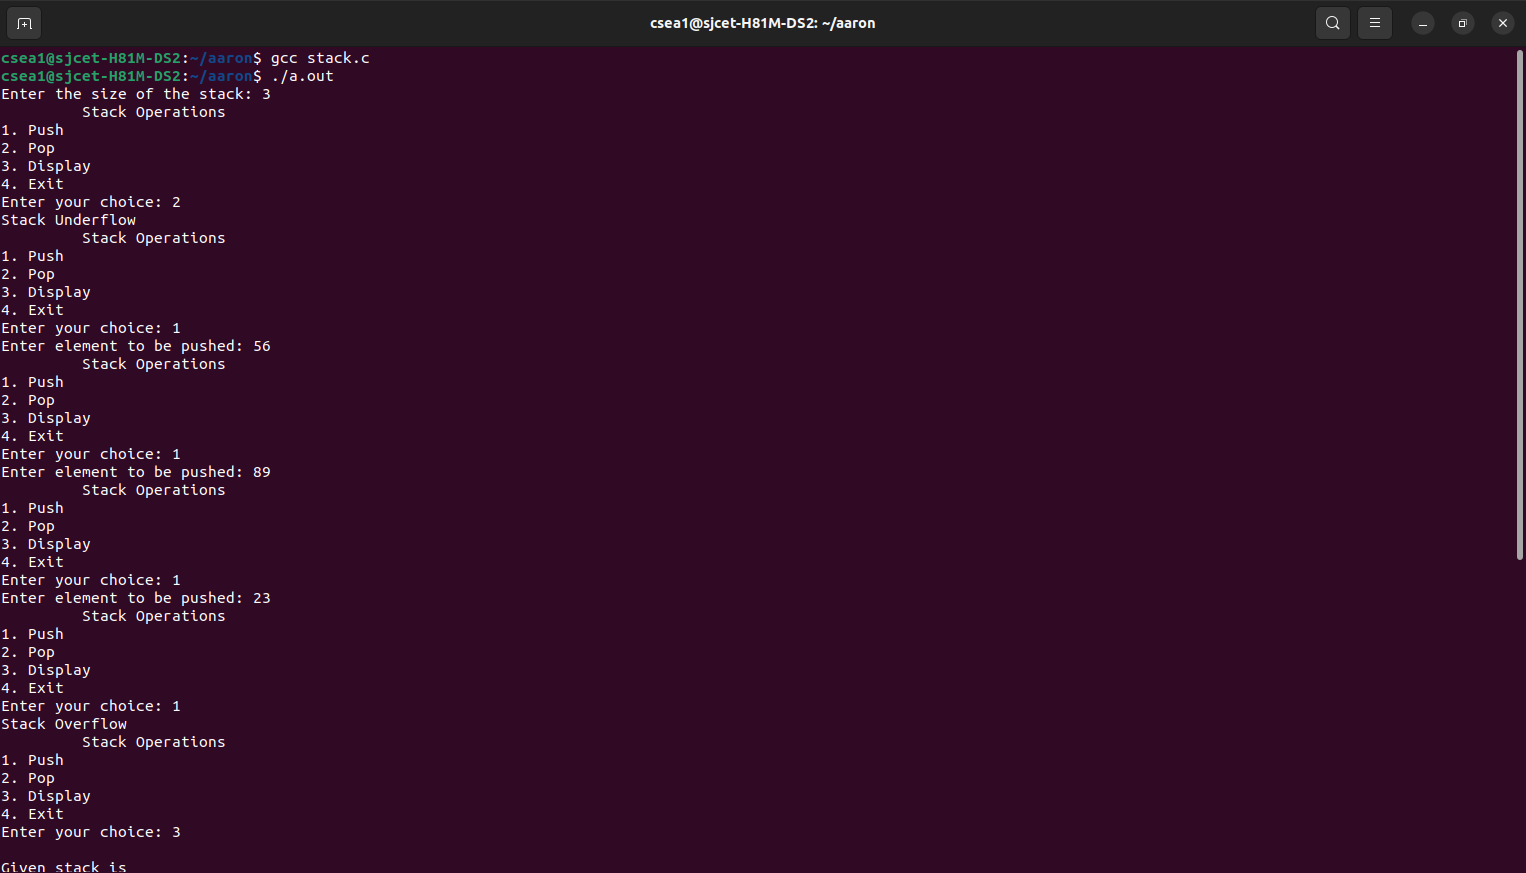 csea1@sjcet-H81M-DS2: ~/aaron
csea1@sjcet-H81M-DS2:~/aaron$ gcc stack.c
csea1@sjcet-H81M-DS2:~/aaron$ ./a.out
Enter the size of the stack: 3
Stack Operations
1. Push
2. Pop
3. Display
4. Exit
Enter your choice: 2
Stack Underflow
Stack Operations
1. Push
2. Pop
3. Display
4. Exit
Enter your choice: 1
Enter element to be pushed: 56
Stack Operations
1. Push
2. Pop
3. Display
4. Exit
Enter your choice: 1
Enter element to be pushed: 89
Stack Operations
1. Push
2. Pop
3. Display
4. Exit
Enter your choice: 1
Enter element to be pushed: 23
Stack Operations
1. Push
2. Pop
3. Display
4. Exit
Enter your choice: 1
Stack Overflow
Stack Operations
1. Push
2. Pop
3. Display
4. Exit
Enter your choice: 3
Given stack is